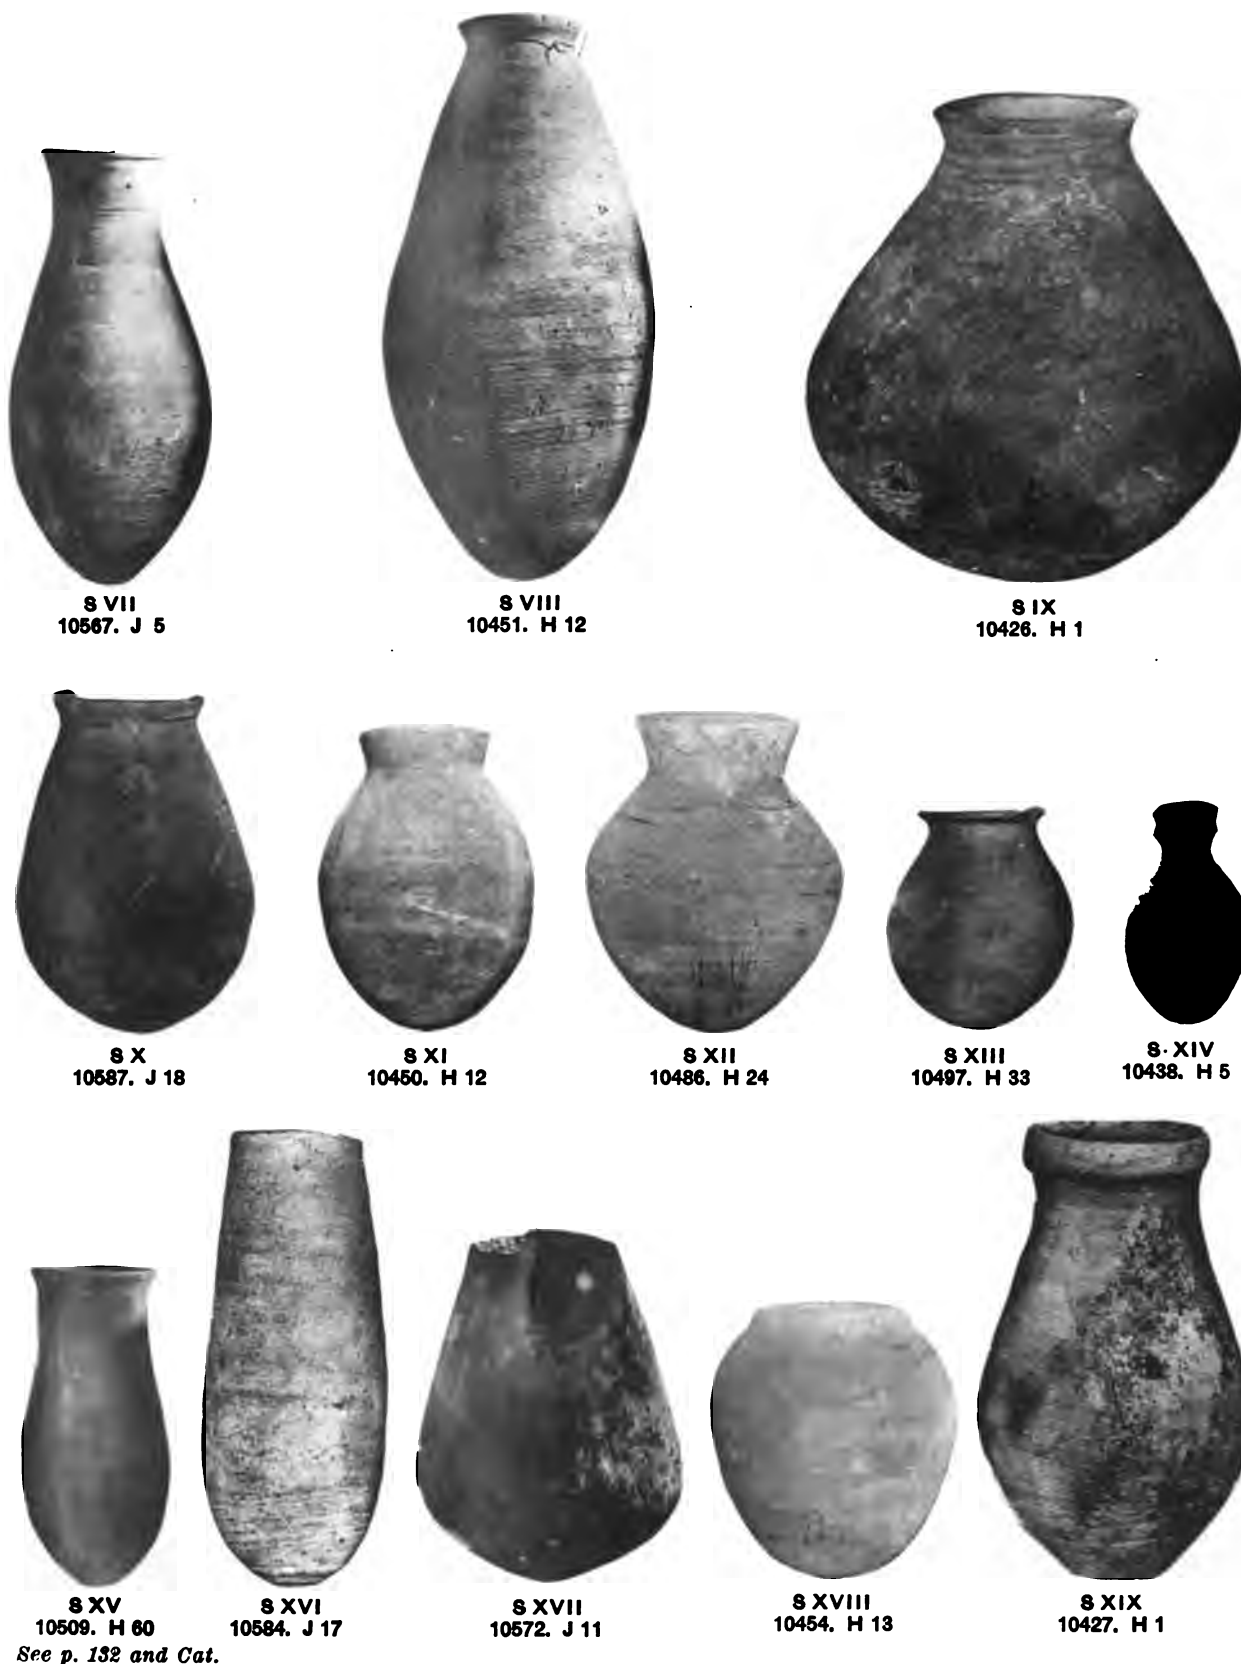 S VII
10567. J 5
S VIII
10451. H 12
S IX
10426. H 1
S X
10587. J 18
S XI
10450. H 12
S XII
10486. H 24
S XIII
10497. H 33
S. XIV
10438. H 5
S XV
10509. H 60
S XVI
10584. J 17
S XVII
10572. J 11
S XVIII
10454. H 13
S XIX
10427. H 1
See p. 132 and Cat.